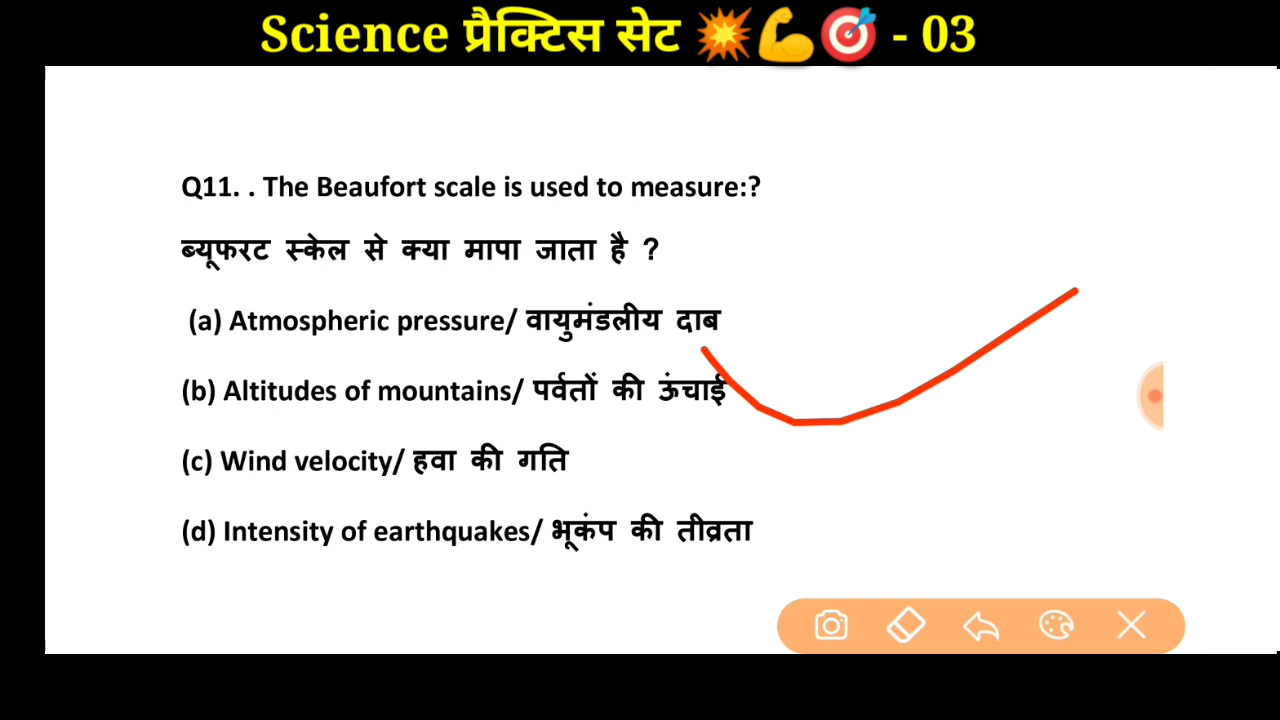 Science प्रैक्टिस सेट 💥💪🎯 - 03
Q11. . The Beaufort scale is used to measure:?
ब्यूफरट स्केल से क्या मापा जाता है ?
(a) Atmospheric pressure/ वायुमंडलीय दाब
(b) Altitudes of mountains/ पर्वतों की ऊंचाई
(c) Wind velocity/ हवा की गति
(d) Intensity of earthquakes/ भूकंप की तीव्रता